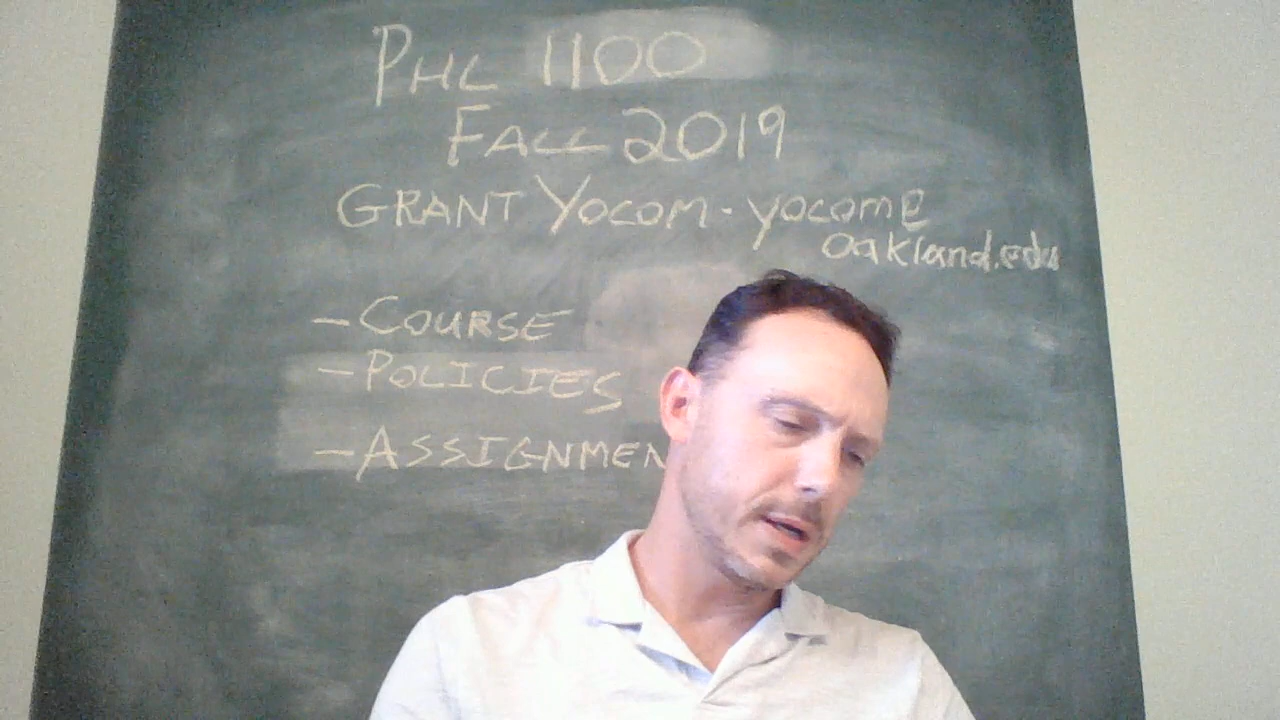 PHL 1100
FALL 2019
GRANT YOCOM - yocom@
oakland.edu
- COURSE
- POLICIES
- ASSIGNMEN